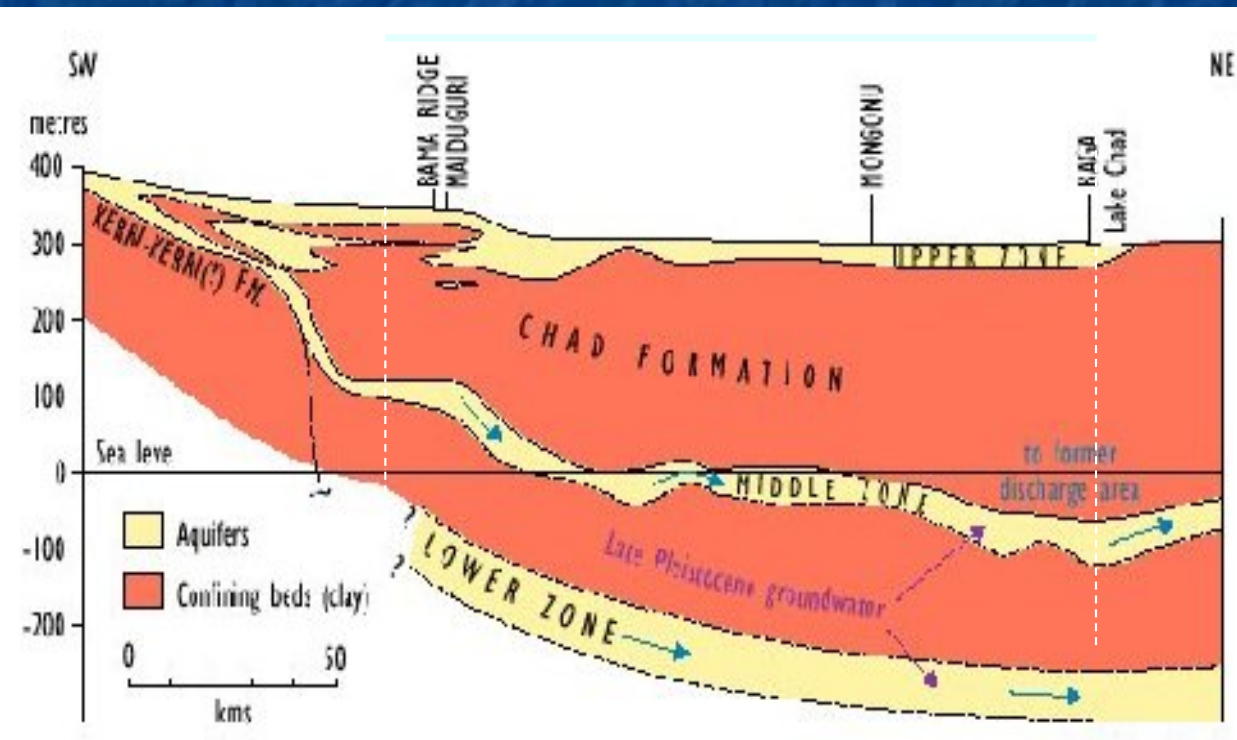 SW
NE
metres
BAMA RIDGE
MAIDUGURI
MONGONU
Lake Chad
400
300
200
100
0
-100
-200
KERRI-KERRI(?) FM.
UPPER ZONE
CHAD FORMATION
Sea leve
to former
discharge area
MIDDLE ZONE
?
?
LOWER ZONE
Late Pleistocene groundwater
Aquifers
Confining beds (clay)
0 50
kms